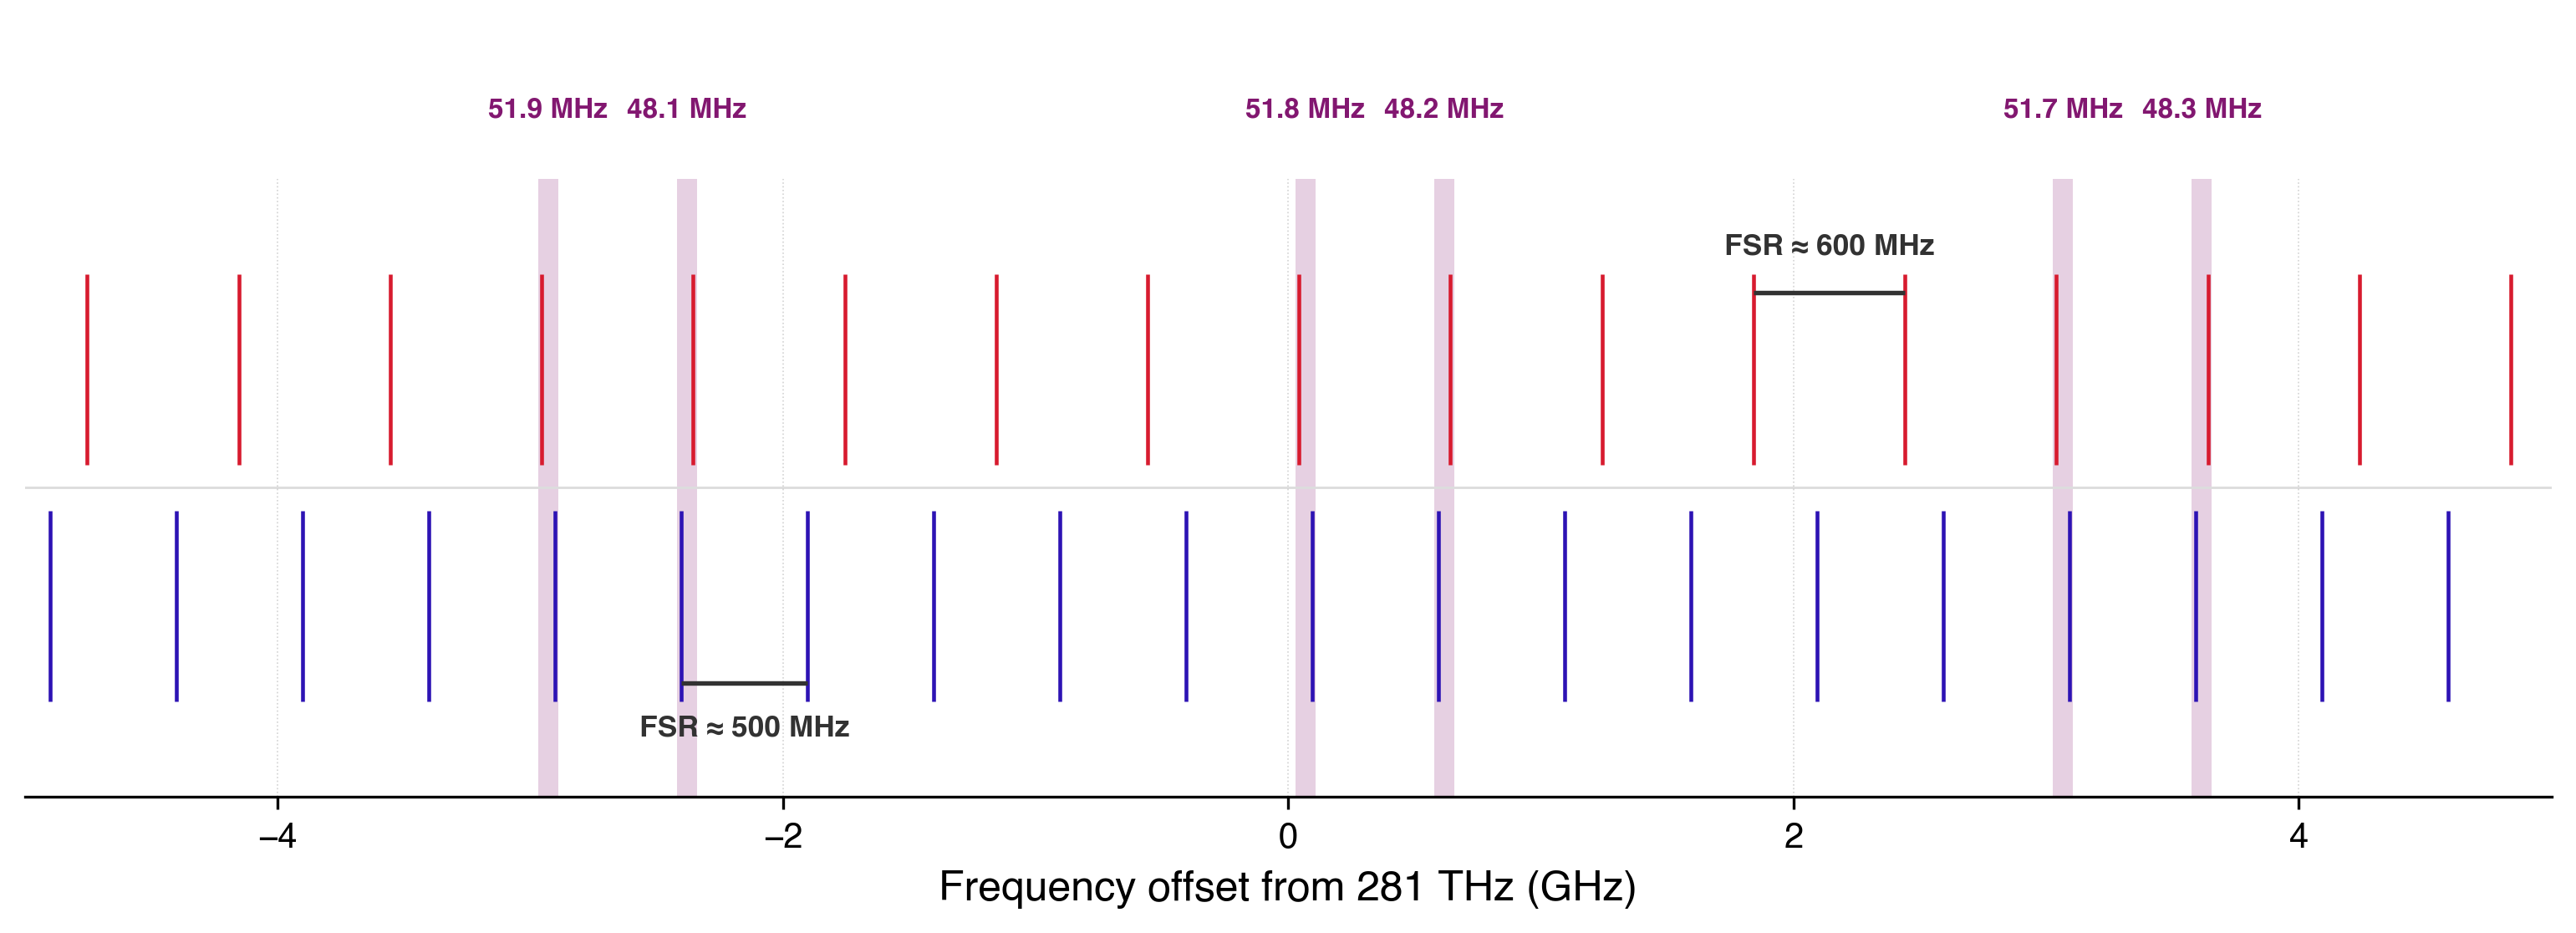 51.9 MHz 48.1 MHz 51.8 MHz 48.2 MHz 51.7 MHz 48.3 MHz
FSR ≈ 600 MHz
FSR ≈ 500 MHz
−4 −2 0 2 4
Frequency offset from 281 THz (GHz)